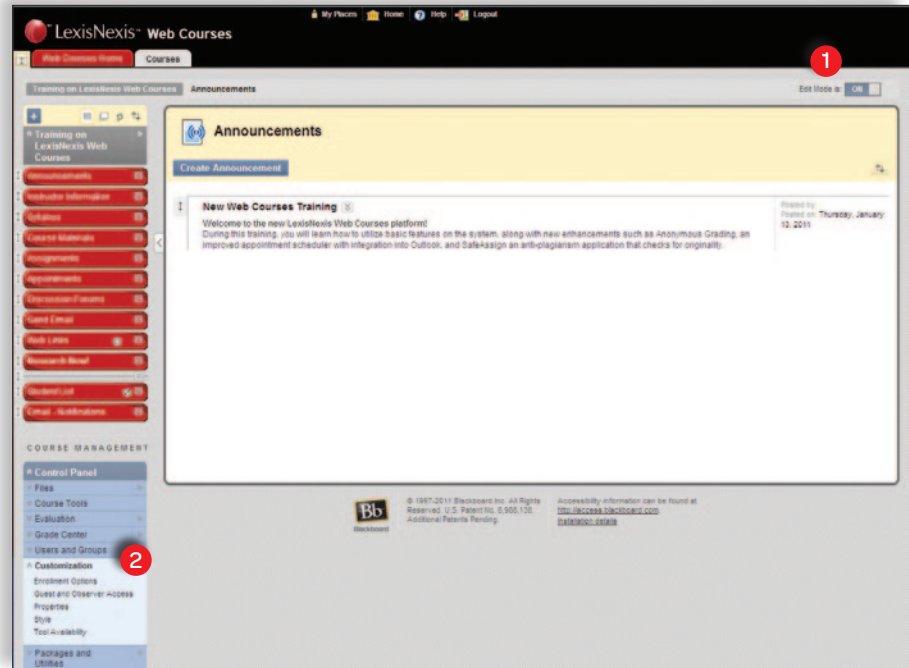 My Places Home Help Logout
LexisNexis™ Web Courses
Web Courses Home Courses
1
Training on LexisNexis Web Courses Announcements
Edit Mode is: ON
Training on
LexisNexis Web
Courses
Announcements
Instructor Information
Syllabus
Course Materials
Assignments
Appointments
Discussion Forums
Send Email
Web Links
Research Now!
Student List
Email - Notifications
Announcements
Create Announcement
New Web Courses Training
Welcome to the new LexisNexis Web Courses platform!
During this training, you will learn how to utilize basic features on the system, along with new enhancements such as Anonymous Grading, an
improved appointment scheduler with integration into Outlook, and SafeAssign an anti-plagiarism application that checks for originality.
Posted by:
Posted on: Thursday, January
13, 2011
COURSE MANAGEMENT
Control Panel
Files
Course Tools
Evaluation
Grade Center
Users and Groups
2
Customization
Enrollment Options
Guest and Observer Access
Properties
Style
Tool Availability
Packages and
Utilities
Bb
Blackboard
© 1997-2011 Blackboard Inc. All Rights
Reserved. U.S. Patent No. 6,988,138.
Additional Patents Pending.
Accessibility information can be found at
http://access.blackboard.com.
Installation details